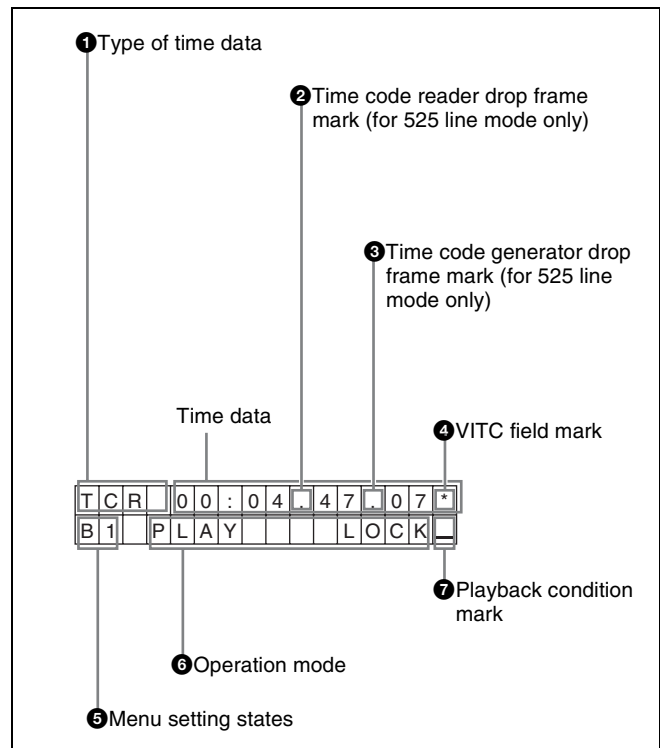 ❶Type of time data
❷Time code reader drop frame
mark (for 525 line mode only)
❸Time code generator drop
frame mark (for 525 line
mode only)
Time data
❹VITC field mark
T C R 0 0 : 0 4 . 4 7 . 0 7 *
B 1 P L A Y L O C K _
❼Playback condition
mark
❻Operation mode
❺Menu setting states